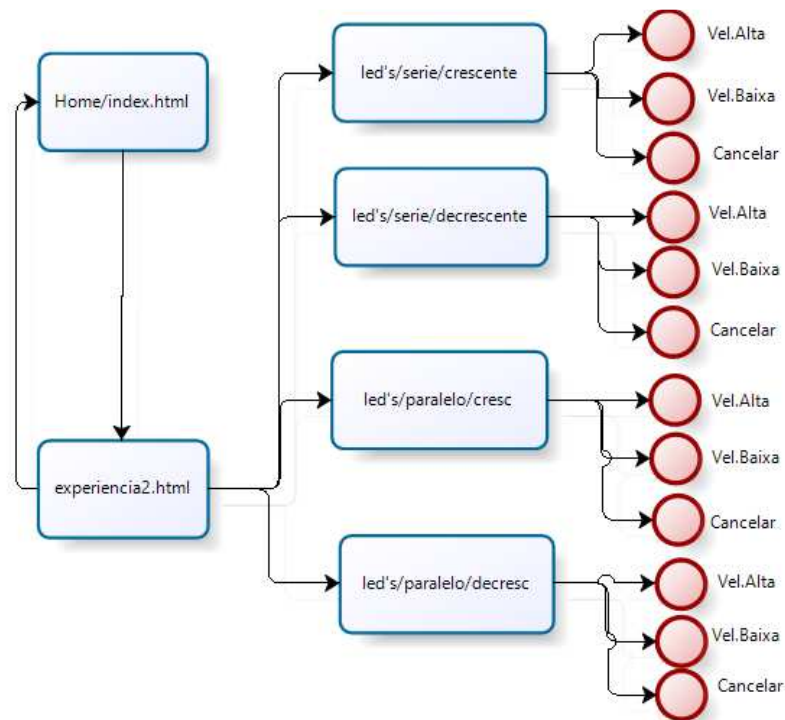 Home/index.html
experiencia2.html
led's/serie/crescente
Vel.Alta
Vel.Baixa
Cancelar
led's/serie/decrescente
Vel.Alta
Vel.Baixa
Cancelar
led's/paralelo/cresc
Vel.Alta
Vel.Baixa
Cancelar
led's/paralelo/decresc
Vel.Alta
Vel.Baixa
Cancelar